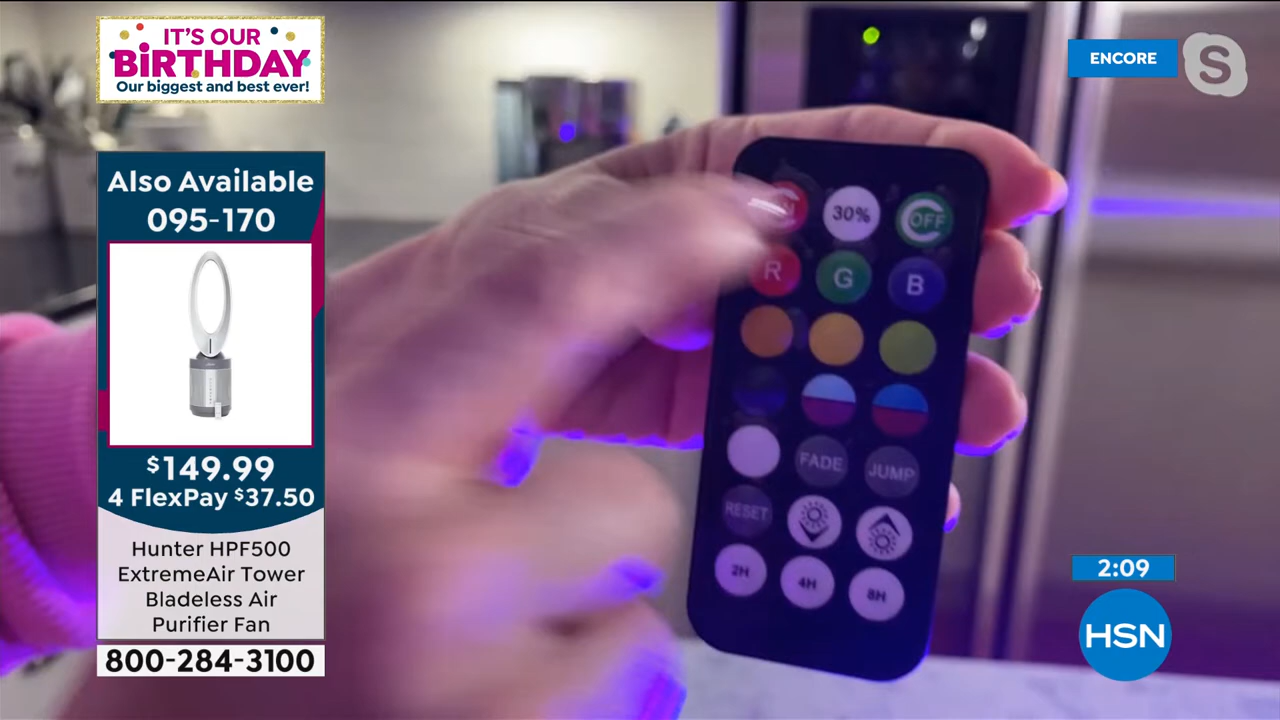 IT'S OUR
BIRTHDAY
Our biggest and best ever!
ENCORE
S
Also Available
095-170
$149.99
4 FlexPay $37.50
Hunter HPF500
ExtremeAir Tower
Bladeless Air
Purifier Fan
800-284-3100
30% OFF
R G B
FADE JUMP
RESET
2H 4H 8H
2:09
HSN